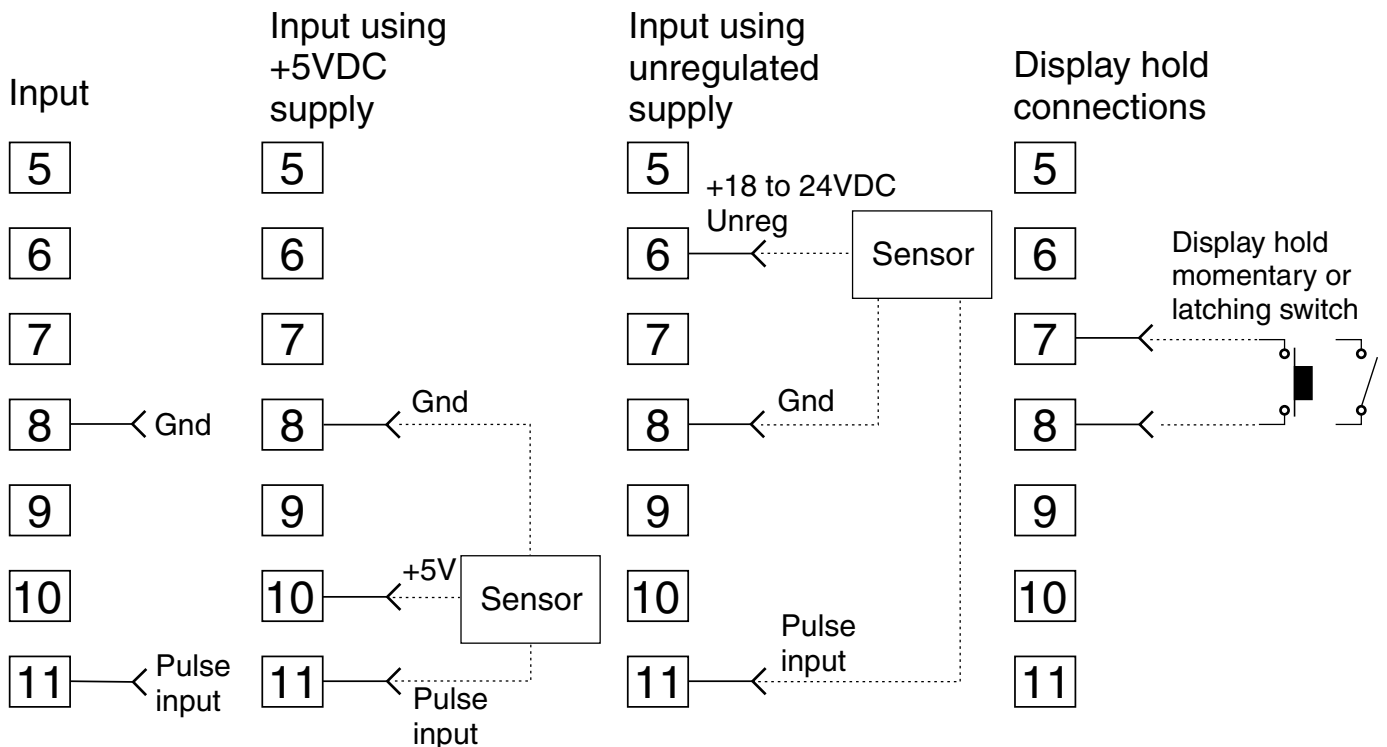 Input
5
6
7
8
Gnd
9
10
11
Pulse
input
Input using
+5VDC
supply
5
6
7
8
Gnd
9
10
+5V
Sensor
11
Pulse
input
Input using
unregulated
supply
5
+18 to 24VDC
Unreg
6
Sensor
7
8
Gnd
9
10
11
Pulse
input
Display hold
connections
5
6
Display hold
momentary or
latching switch
7
8
9
10
11